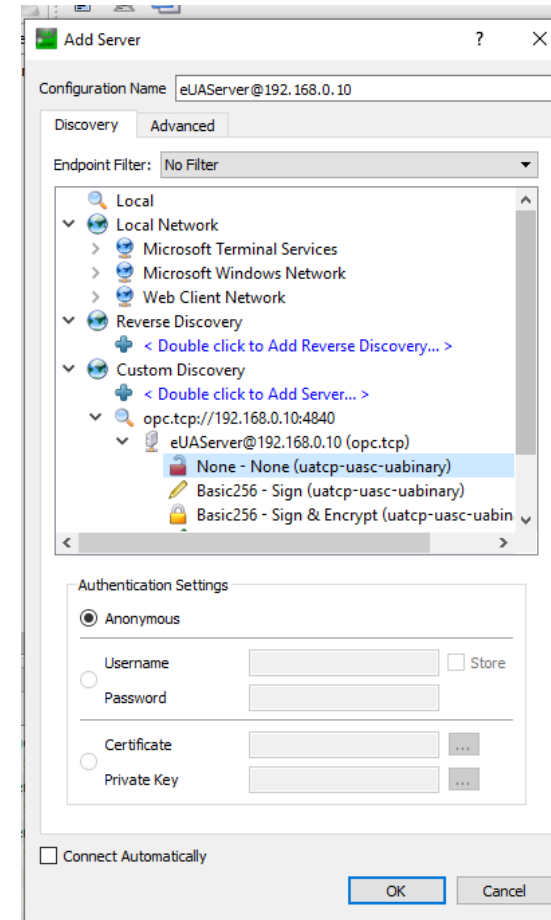 Add Server
?
Configuration Name eUAServer@192.168.0.10
Discovery Advanced
Endpoint Filter: No Filter
Local
Local Network
Microsoft Terminal Services
Microsoft Windows Network
Web Client Network
Reverse Discovery
< Double click to Add Reverse Discovery... >
Custom Discovery
< Double click to Add Server... >
opc.tcp://192.168.0.10:4840
eUAServer@192.168.0.10 (opc.tcp)
None - None (uatcp-uasc-uabinary)
Basic256 - Sign (uatcp-uasc-uabinary)
Basic256 - Sign & Encrypt (uatcp-uasc-uabin
Authentication Settings
Anonymous
Username Store
Password
Certificate ...
Private Key ...
Connect Automatically
OK Cancel